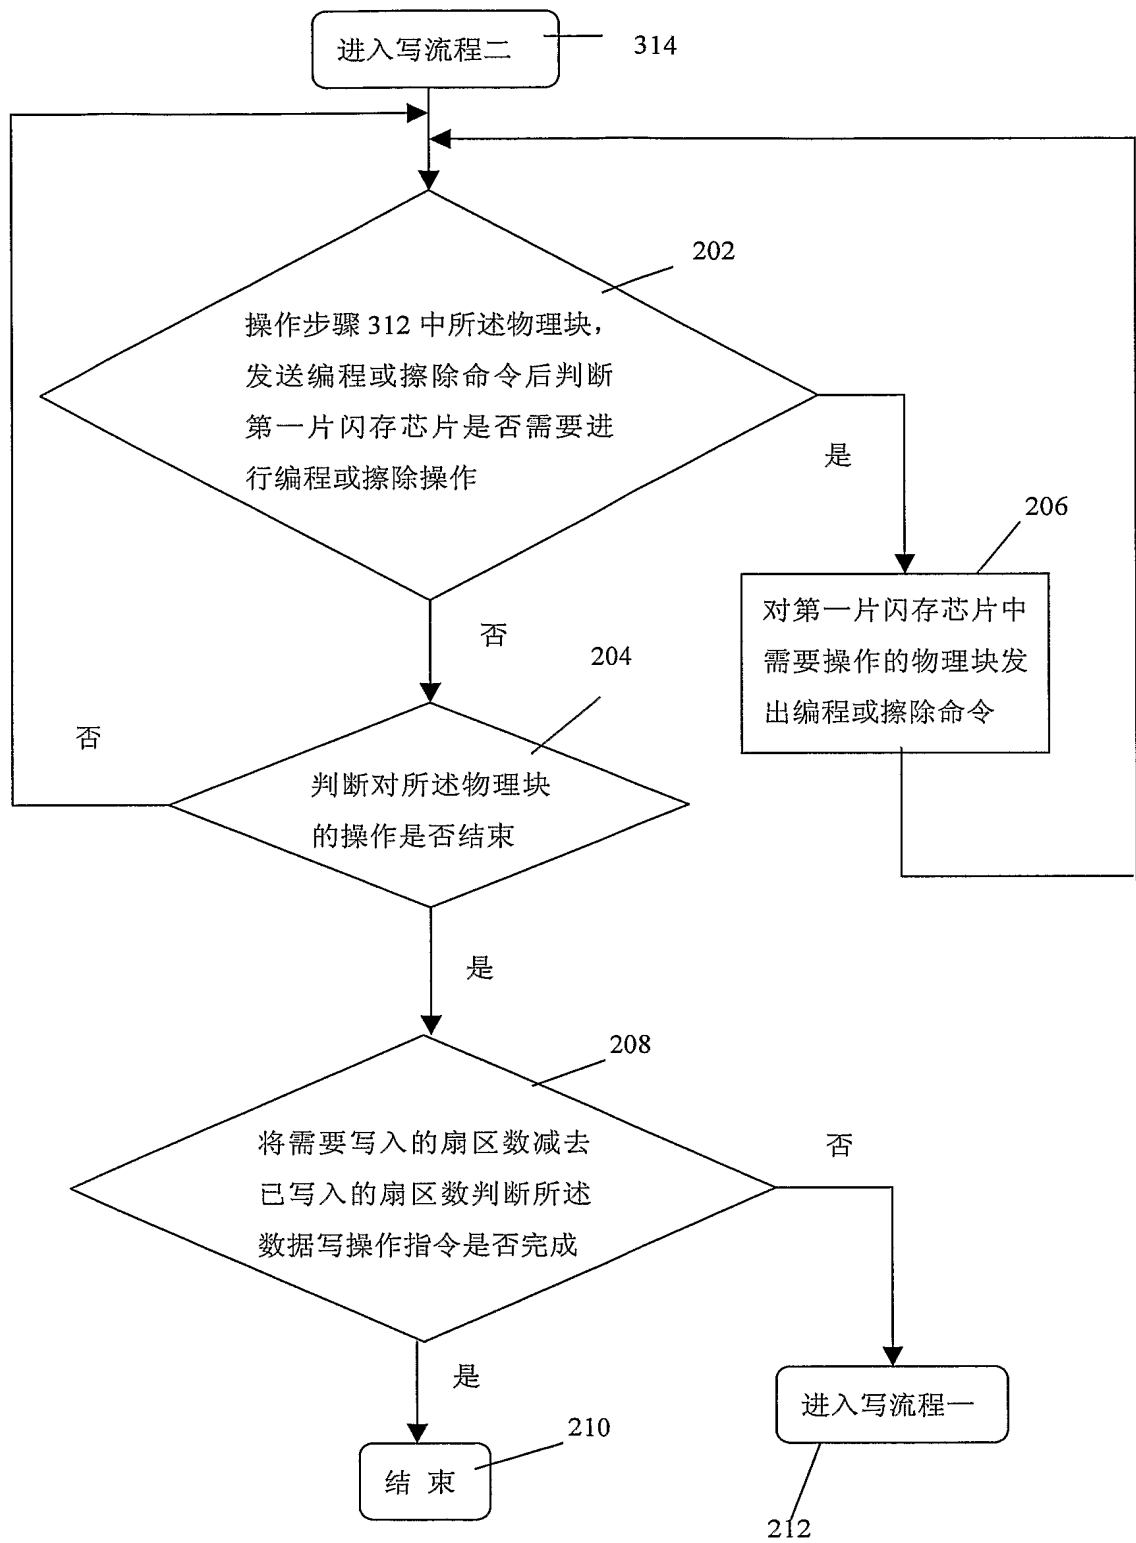 进入写流程二
314
202
操作步骤312中所述物理块，
发送编程或擦除命令后判断
第一片闪存芯片是否需要进
行编程或擦除操作
是
206
对第一片闪存芯片中
需要操作的物理块发
出编程或擦除命令
否
204
否
判断对所述物理块
的操作是否结束
是
208
将需要写入的扇区数减去
已写入的扇区数判断所述
数据写操作指令是否完成
否
是
进入写流程一
210
结 束
212